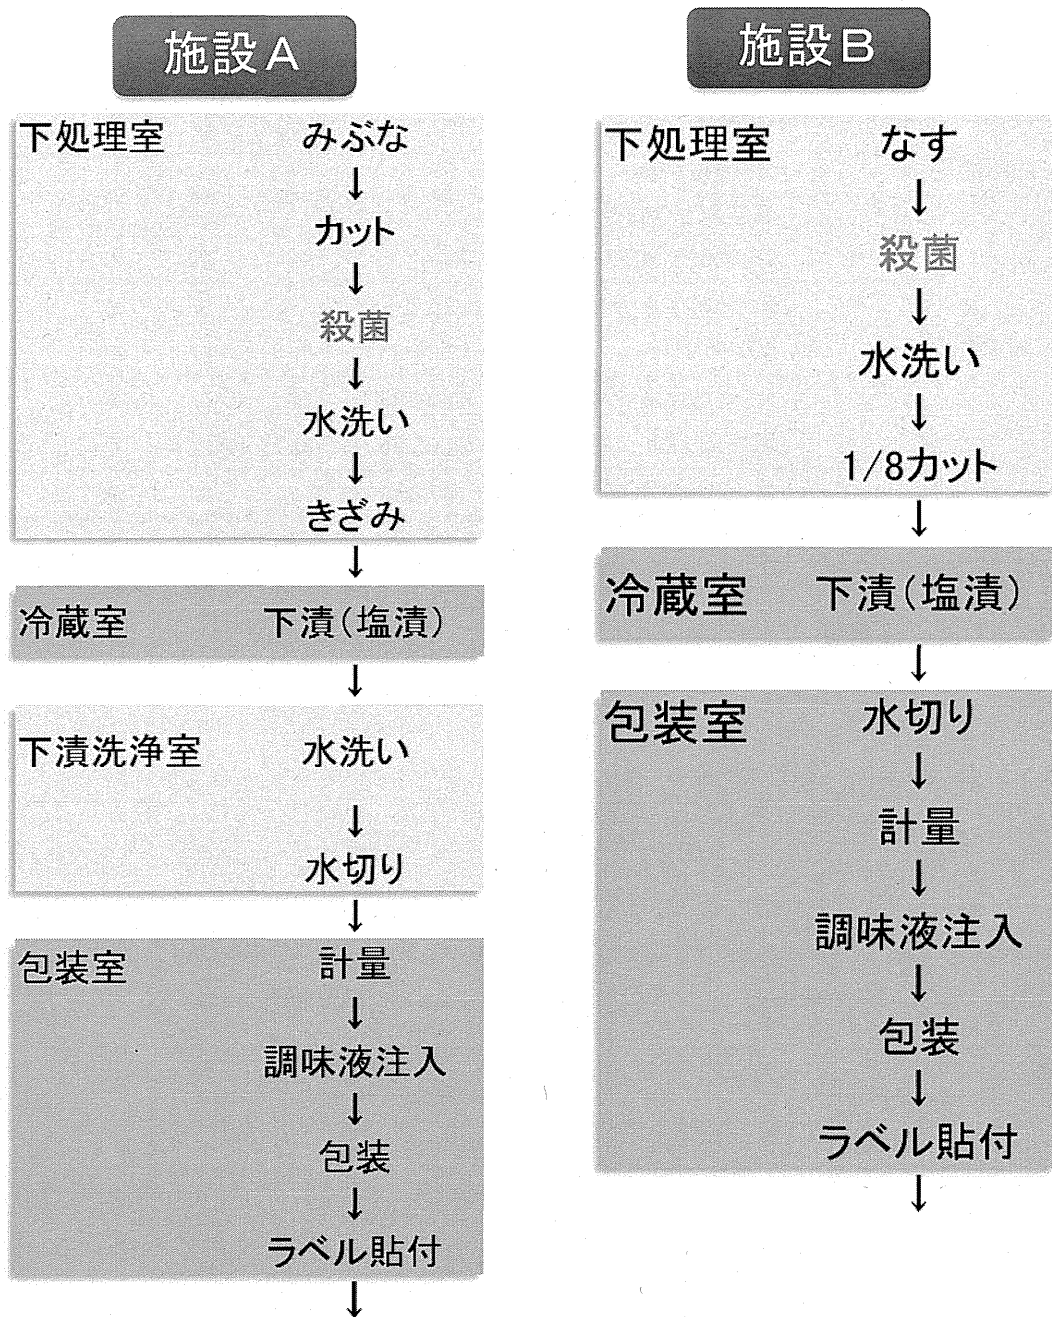 施設A
下処理室 みぶな
↓
カット
↓
殺菌
↓
水洗い
↓
きざみ
↓
冷蔵室 下漬(塩漬)
↓
下漬洗浄室 水洗い
↓
水切り
↓
包装室 計量
↓
調味液注入
↓
包装
↓
ラベル貼付
↓
施設B
下処理室 なす
↓
殺菌
↓
水洗い
↓
1/8カット
↓
冷蔵室 下漬(塩漬)
↓
包装室 水切り
↓
計量
↓
調味液注入
↓
包装
↓
ラベル貼付
↓